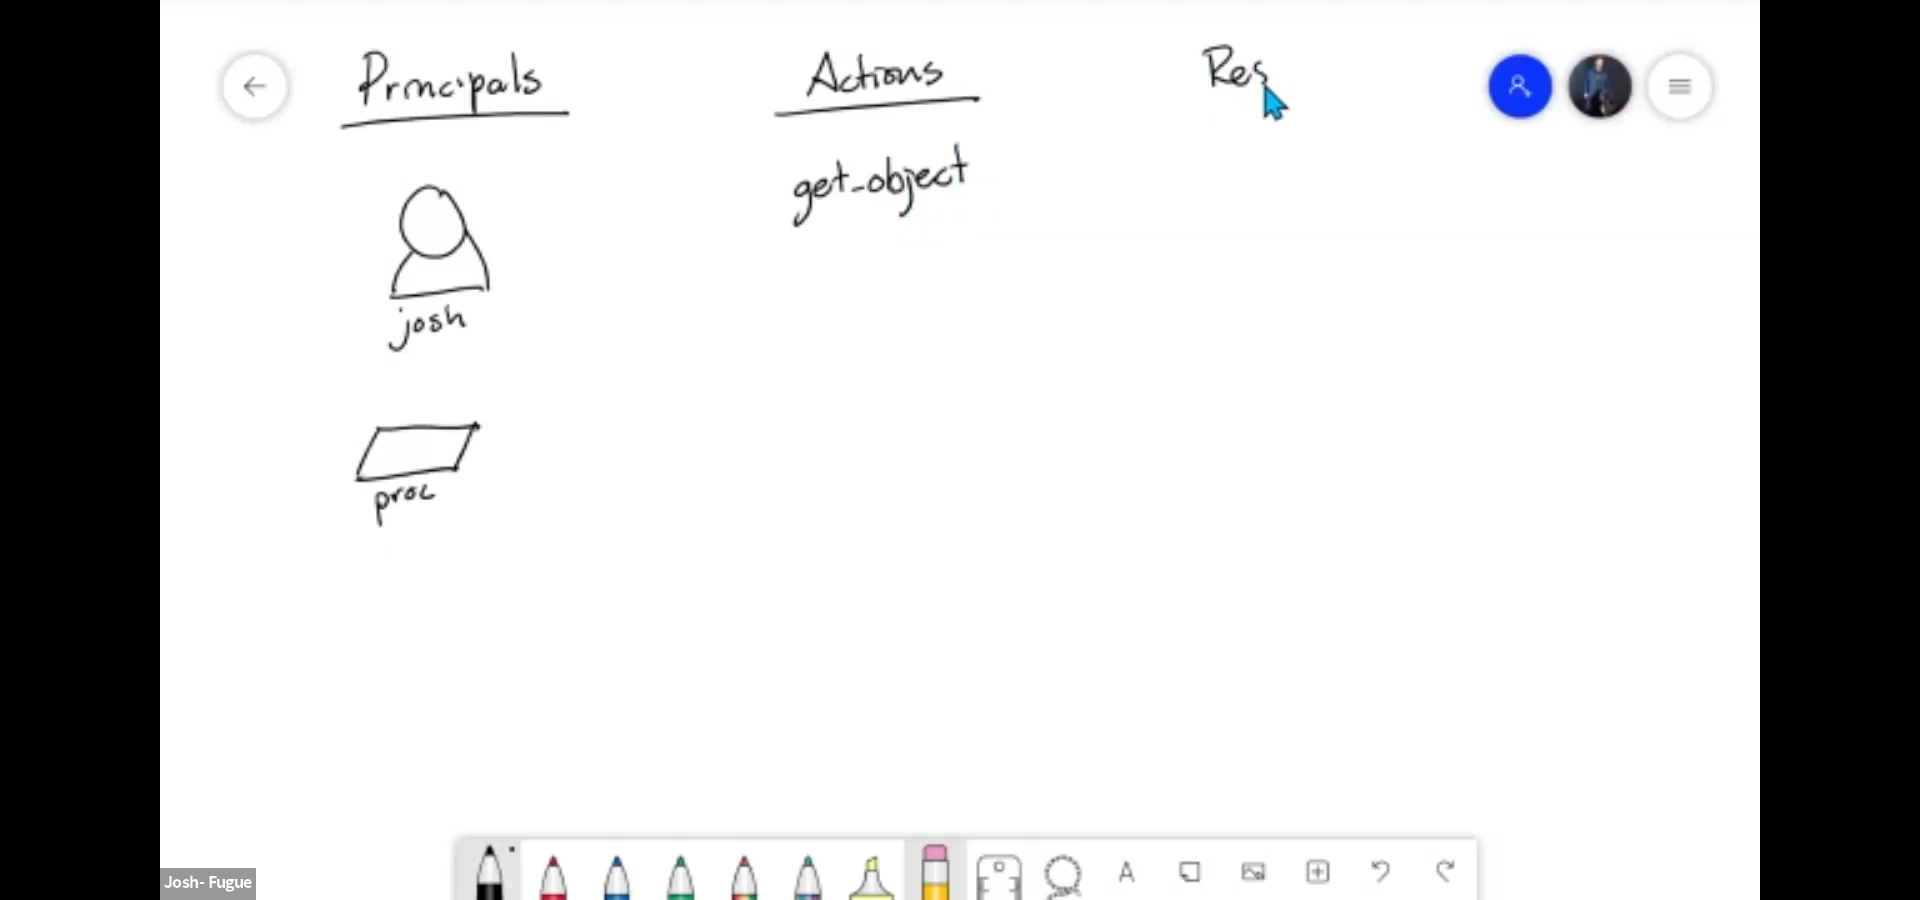 Principals
Actions
Res
get-object
josh
proc
A
Josh- Fugue